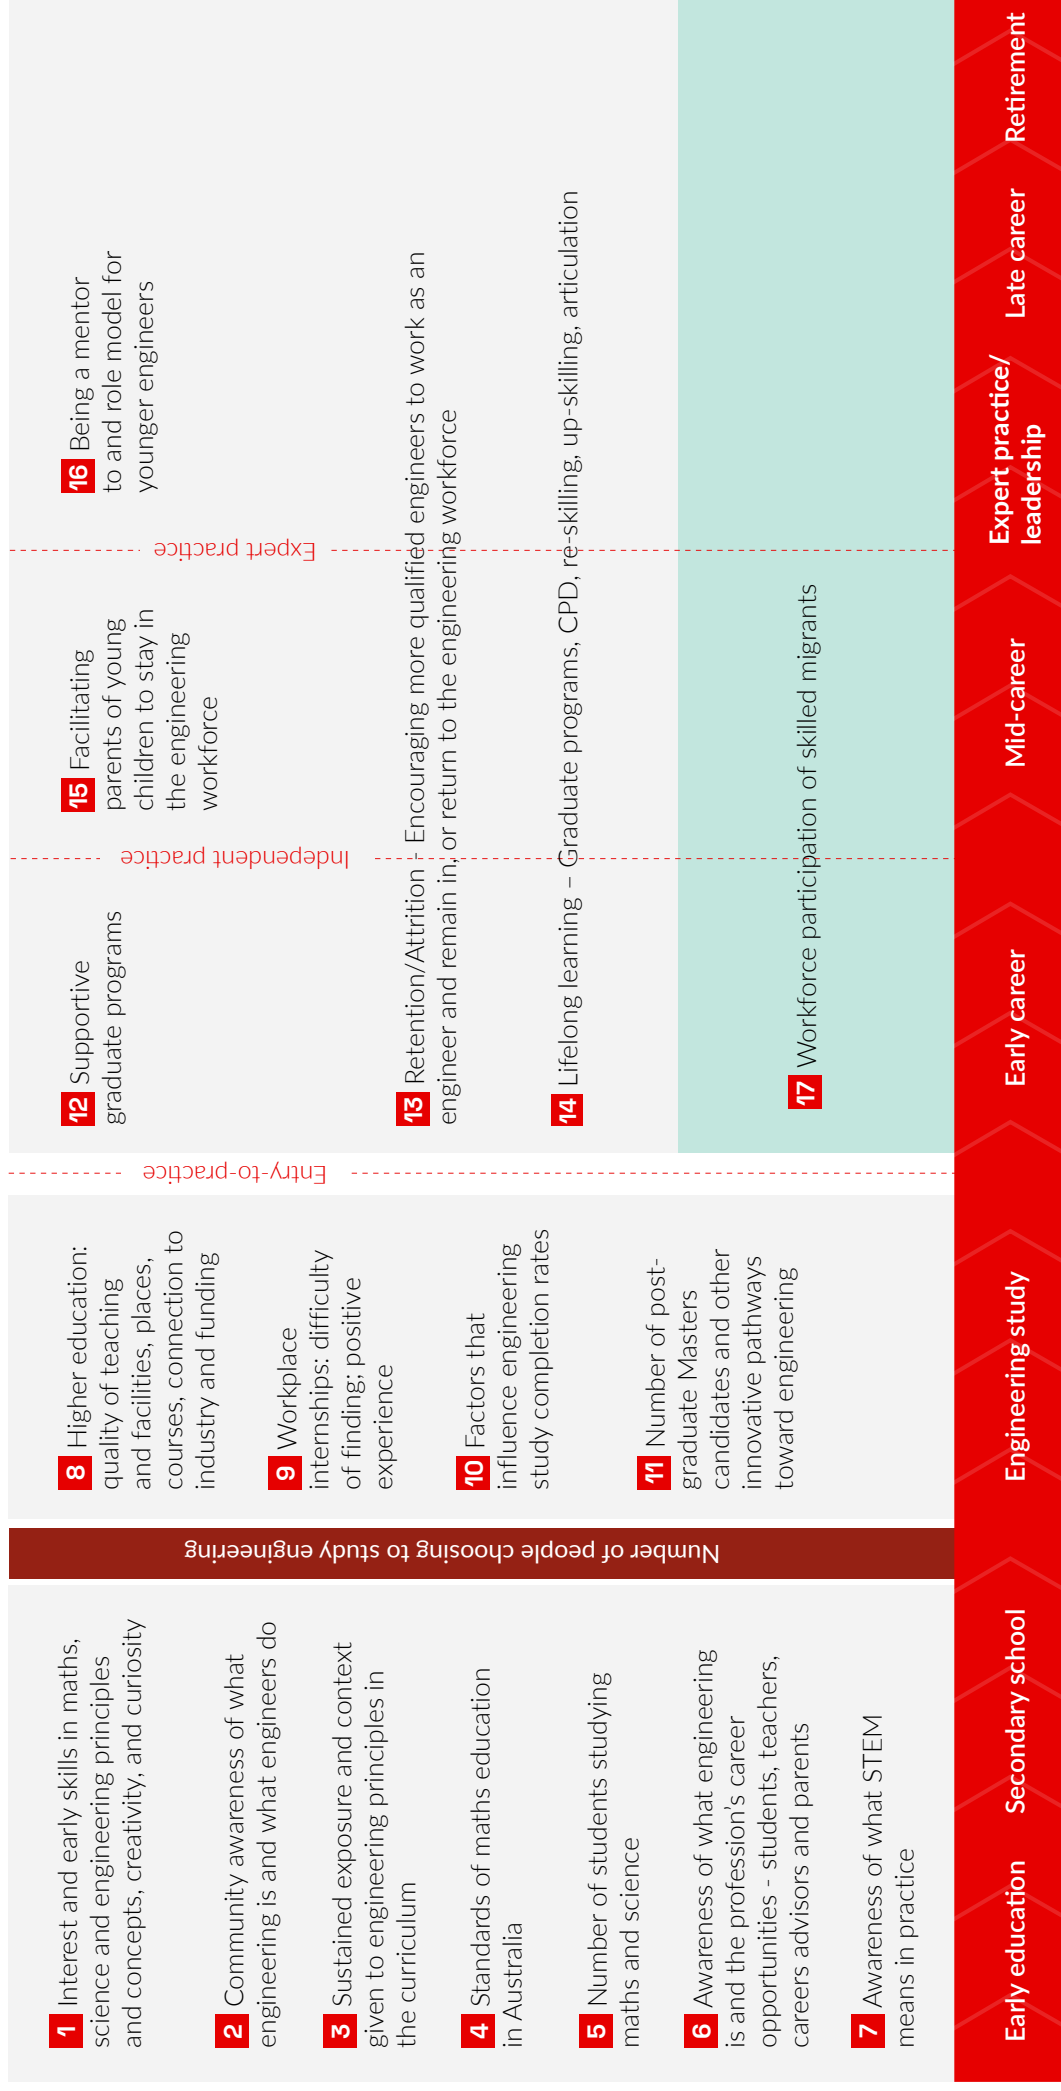 1 Interest and early skills in maths,
science and engineering principles
and concepts, creativity, and curiosity
2 Community awareness of what
engineering is and what engineers do
3 Sustained exposure and context
given to engineering principles in
the curriculum
4 Standards of maths education
in Australia
5 Number of students studying
maths and science
6 Awareness of what engineering
is and the profession's career
opportunities - students, teachers,
careers advisors and parents
7 Awareness of what STEM
means in practice
Number of people choosing to study engineering
8 Higher education:
quality of teaching
and facilities, places,
courses, connection to
industry and funding
9 Workplace
internships: difficulty
of finding; positive
experience
10 Factors that
influence engineering
study completion rates
11 Number of post-
graduate Masters
candidates and other
innovative pathways
toward engineering
Entry-to-practice
12 Supportive
graduate programs
Independent practice
15 Facilitating
parents of young
children to stay in
the engineering
workforce
Expert practice
16 Being a mentor
to and role model for
younger engineers
13 Retention/Attrition - Encouraging more qualified engineers to work as an
engineer and remain in, or return to the engineering workforce
14 Lifelong learning – Graduate programs, CPD, re-skilling, up-skilling, articulation
17 Workforce participation of skilled migrants
Early education
Secondary school
Engineering study
Early career
Mid-career
Expert practice/
leadership
Late career
Retirement